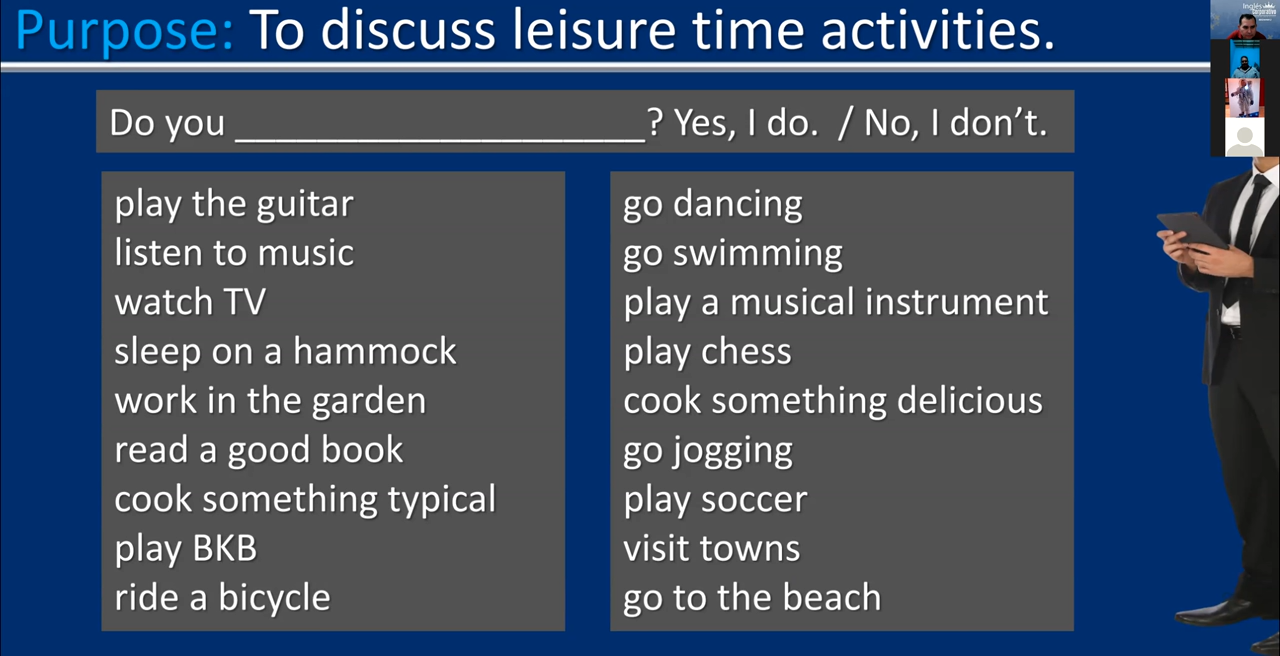 Purpose: To discuss leisure time activities.
Do you ____________________? Yes, I do. / No, I don’t.
play the guitar
listen to music
watch TV
sleep on a hammock
work in the garden
read a good book
cook something typical
play BKB
ride a bicycle
go dancing
go swimming
play a musical instrument
play chess
cook something delicious
go jogging
play soccer
visit towns
go to the beach
Inglés
Corporativo